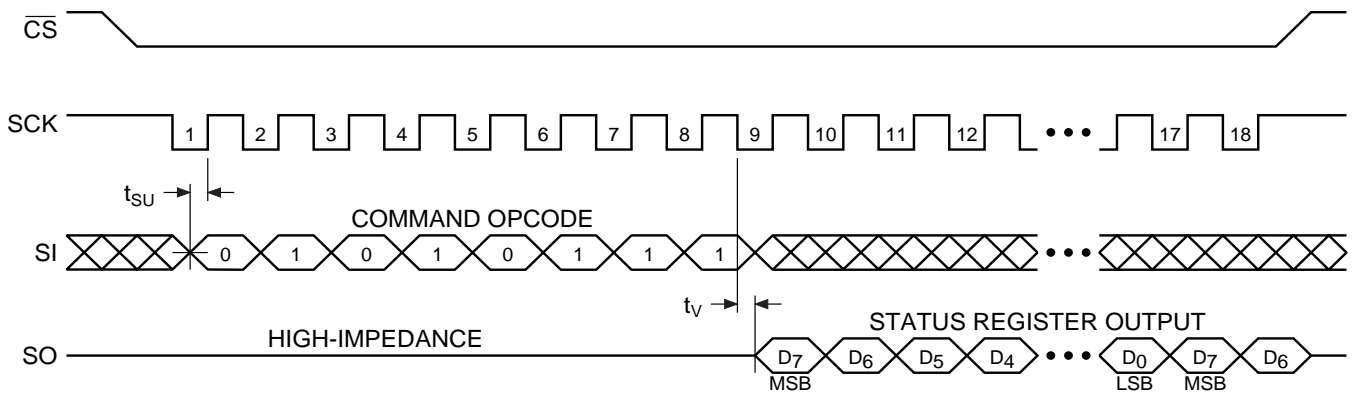 C̅S̅
SCK 1 2 3 4 5 6 7 8 9 10 11 12 ••• 17 18
tSU
COMMAND OPCODE
SI 0 1 0 1 0 1 1 1 •••
tV
HIGH-IMPEDANCE
STATUS REGISTER OUTPUT
SO D7 D6 D5 D4 ••• D0 D7 D6
MSB LSB MSB